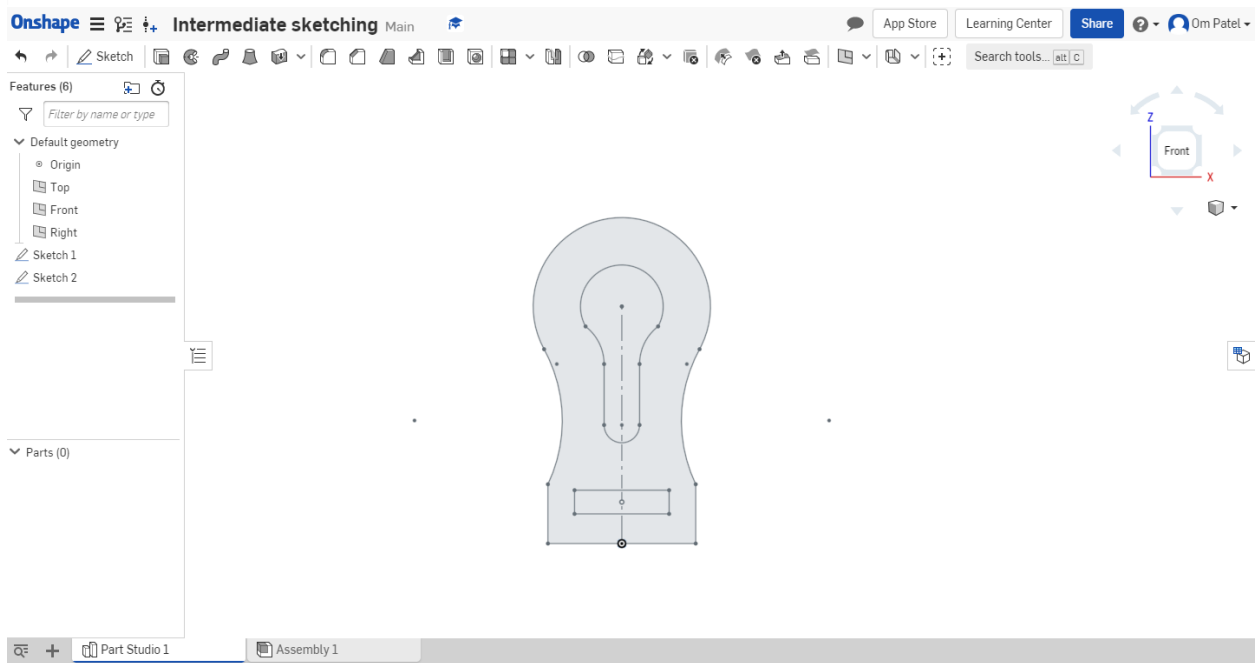 Onshape Intermediate sketching Main App Store Learning Center Share Om Patel
Sketch Search tools... alt C
Features (6)
Filter by name or type
Default geometry
Origin
Top
Front
Right
Sketch 1
Sketch 2
Parts (0)
Z
Front
X
Part Studio 1 Assembly 1